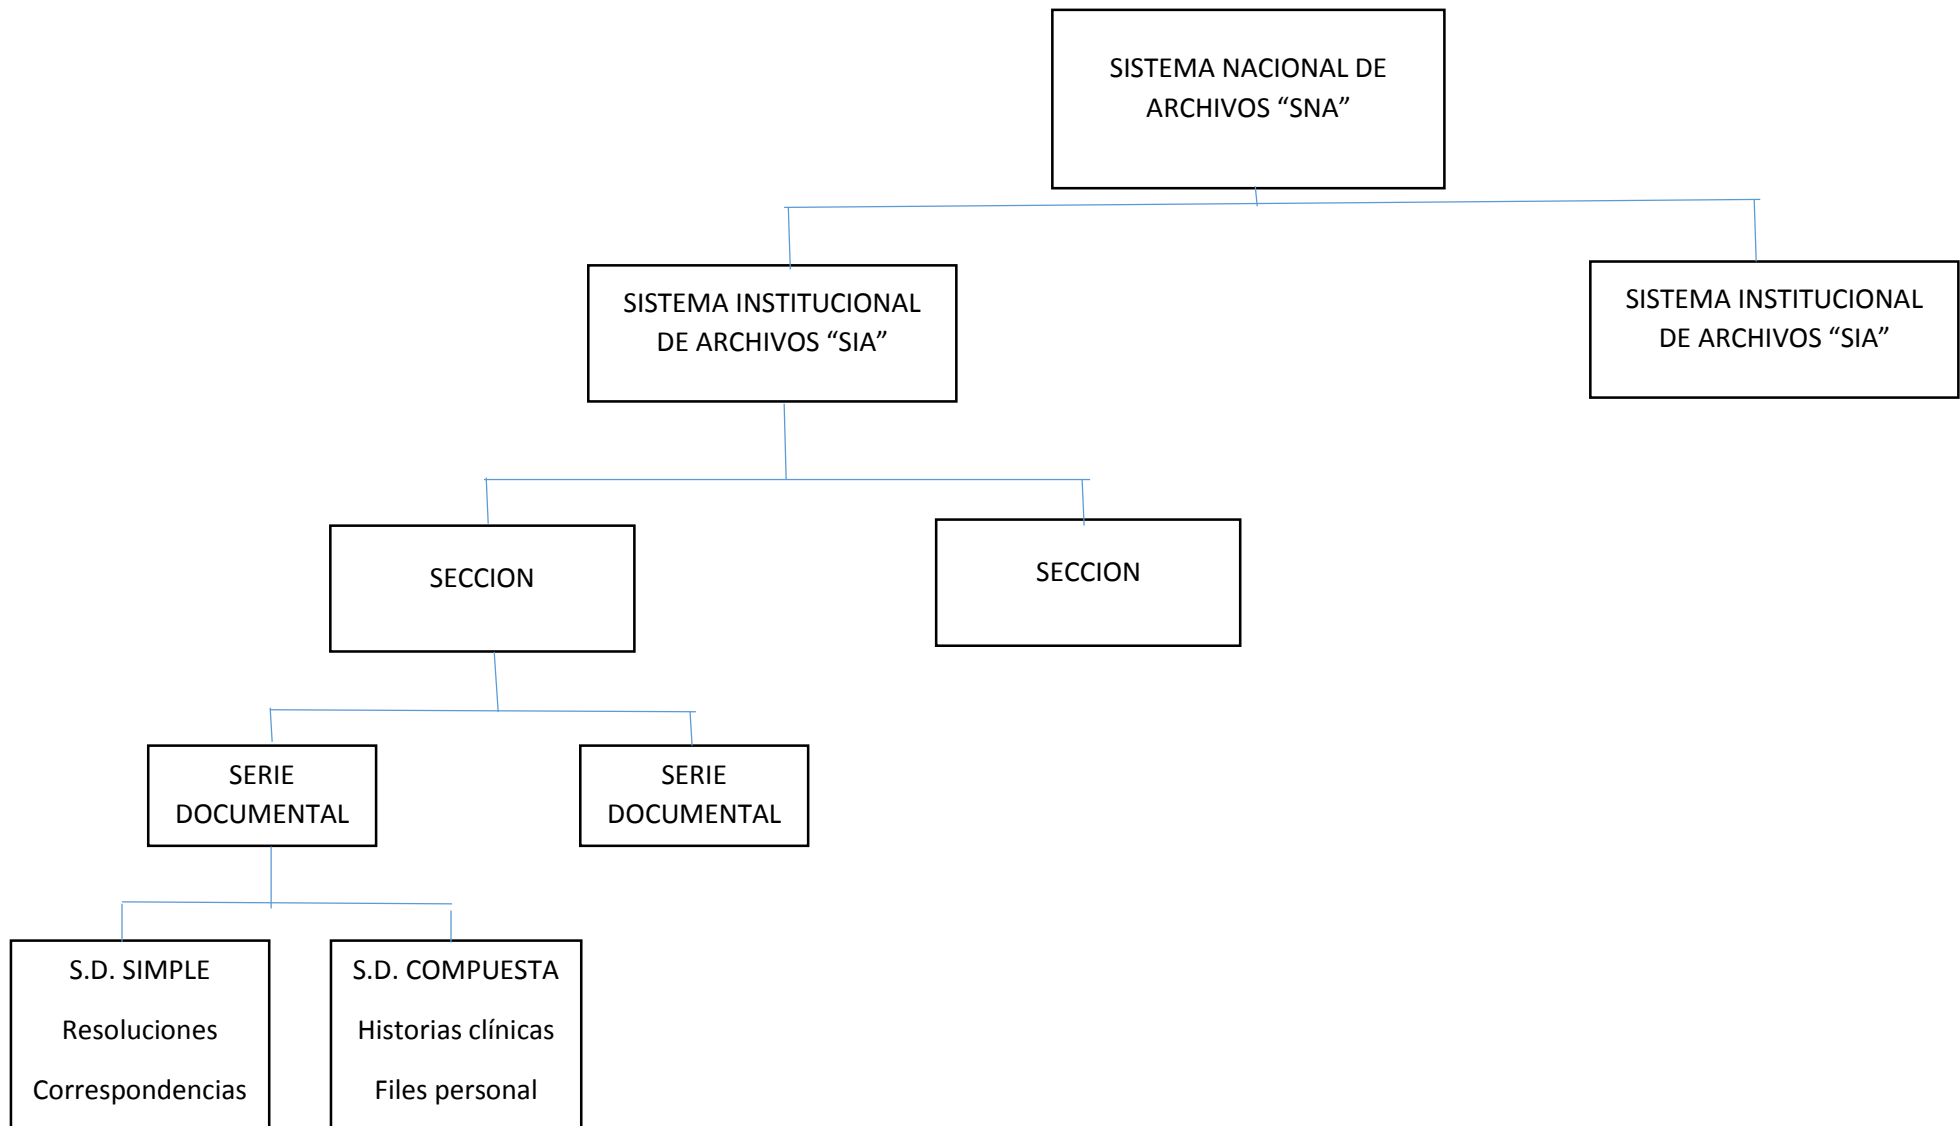 SISTEMA NACIONAL DE
ARCHIVOS “SNA”
SISTEMA INSTITUCIONAL
DE ARCHIVOS “SIA”
SISTEMA INSTITUCIONAL
DE ARCHIVOS “SIA”
SECCION
SECCION
SERIE
DOCUMENTAL
SERIE
DOCUMENTAL
S.D. SIMPLE
Resoluciones
Correspondencias
S.D. COMPUESTA
Historias clínicas
Files personal